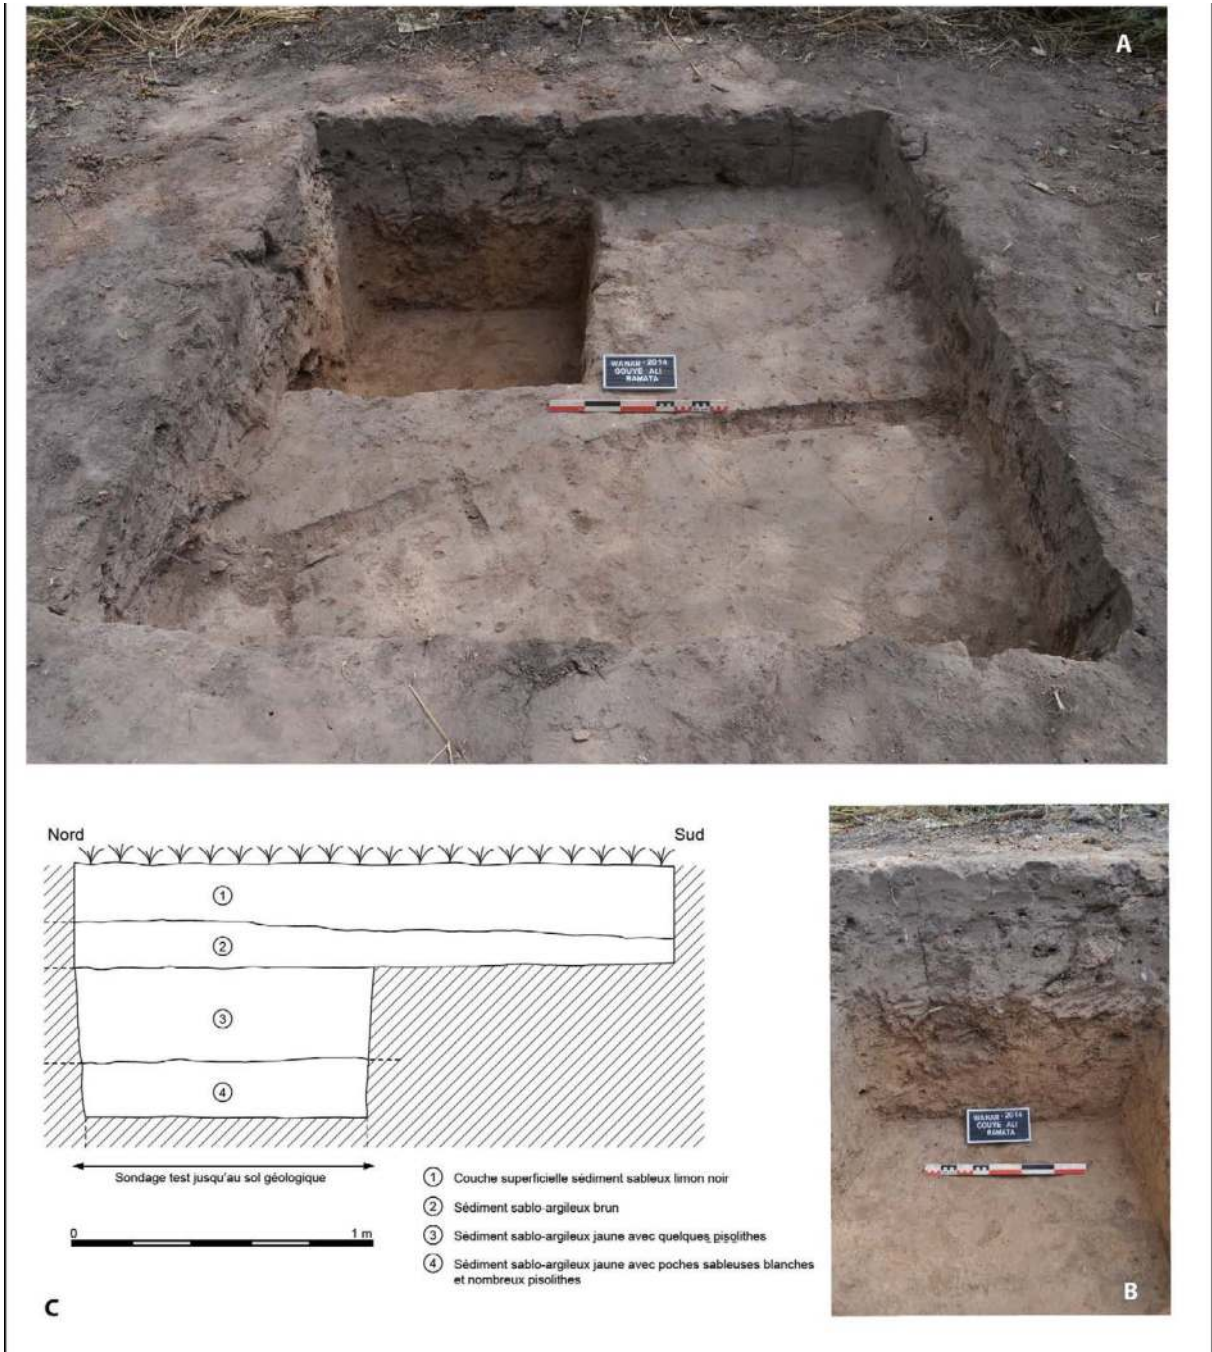 A
WANAR-2014
GOUYE ALI
RAMATA
Nord
Sud
1
2
3
4
Sondage test jusqu'au sol géologique
0
1 m
1 Couche superficielle sédiment sableux limon noir
2 Sédiment sablo-argileux brun
3 Sédiment sablo-argileux jaune avec quelques pisolithes
4 Sédiment sablo-argileux jaune avec poches sableuses blanches
et nombreux pisolithes
C
WANAR-2014
GOUYE ALI
RAMATA
B